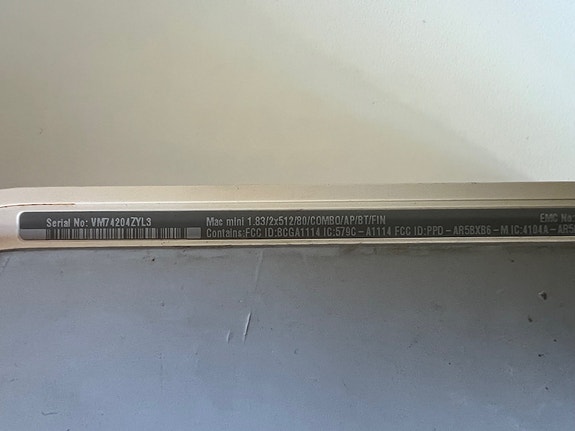 Serial No: VM74204ZYL3
Mac mini 1.83/2x512/80/COMBO/AP/BT/FIN
Contains:FCC ID:BCGA1114 IC:579C - A1114 FCC ID:PPD - AR5BXB6 - M IC:4104A - AR5
EMC No: